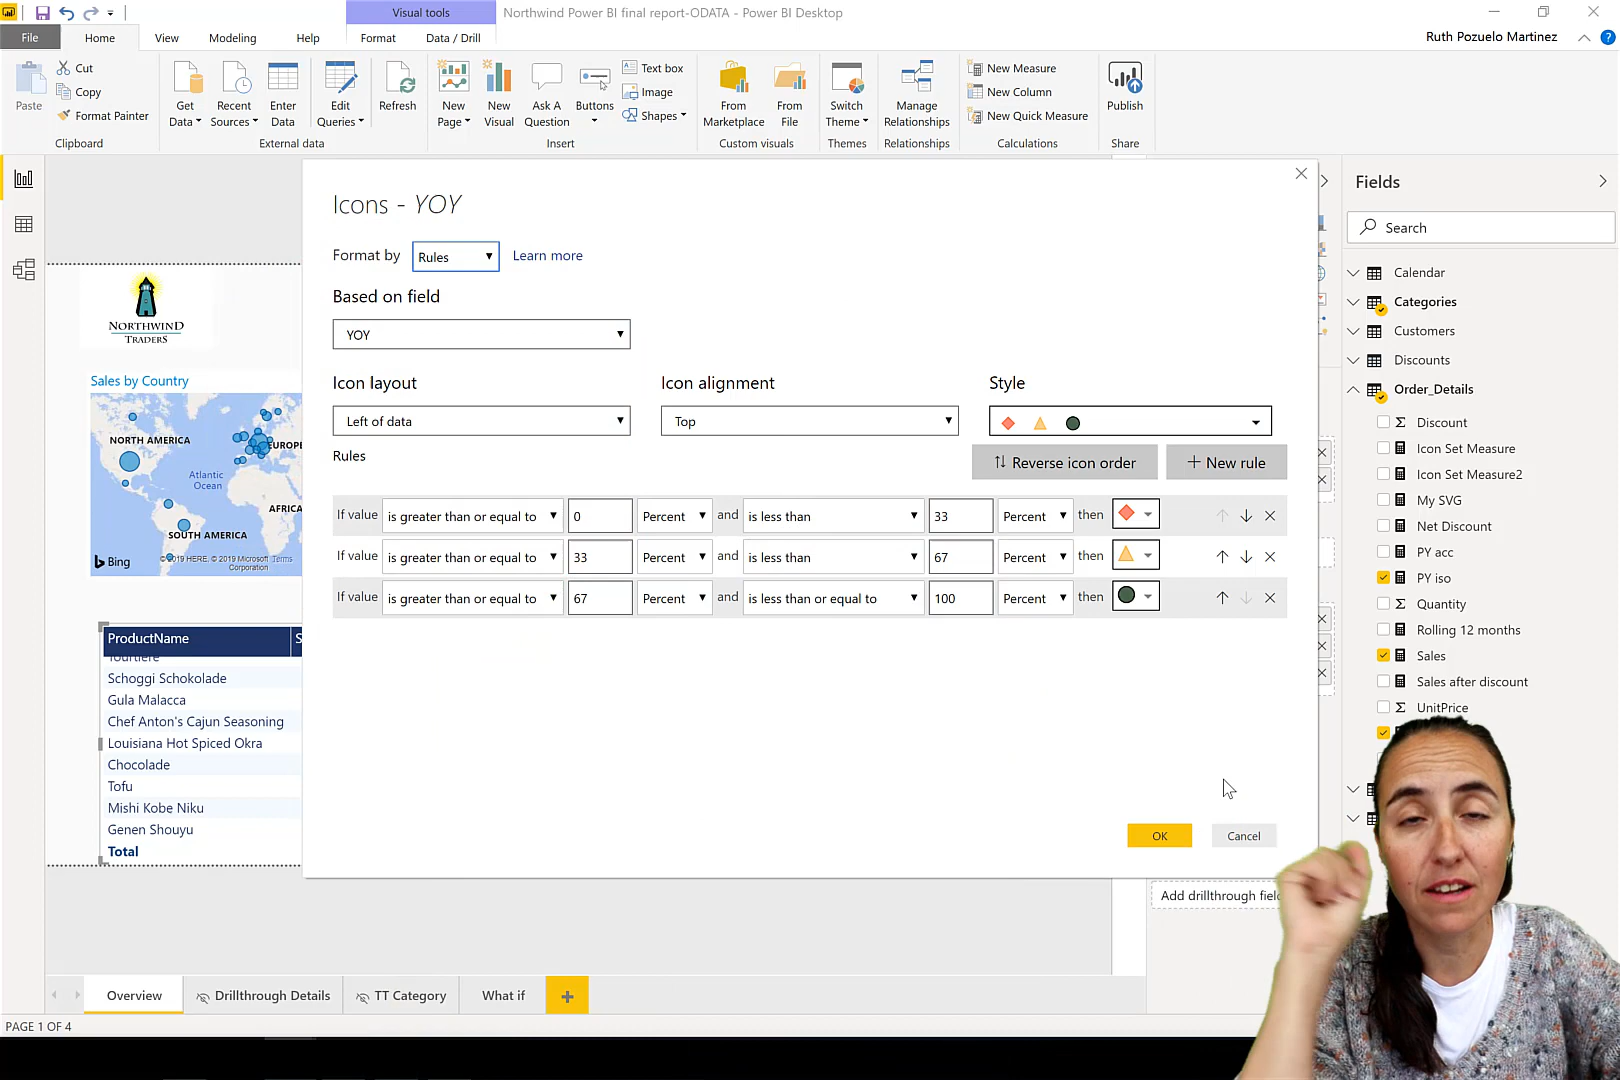 Visual tools
Northwind Power BI final report-ODATA - Power BI Desktop
File
Home
View
Modeling
Help
Format
Data / Drill
Ruth Pozuelo Martinez
Paste
Cut
Copy
Format Painter
Clipboard
Get Data
Recent Sources
Enter Data
Edit Queries
Refresh
External data
New Page
New Visual
Ask A Question
Buttons
Text box
Image
Shapes
Insert
From Marketplace
From File
Custom visuals
Switch Theme
Themes
Manage Relationships
Relationships
New Measure
New Column
New Quick Measure
Calculations
Publish
Share
Icons - YOY
Format by
Rules
Learn more
Based on field
YOY
Icon layout
Icon alignment
Style
Left of data
Top
Rules
Reverse icon order
New rule
If value is greater than or equal to 0 Percent and is less than 33 Percent then
If value is greater than or equal to 33 Percent and is less than 67 Percent then
If value is greater than or equal to 67 Percent and is less than or equal to 100 Percent then
OK
Cancel
NORTHWIND
TRADERS
Sales by Country
NORTH AMERICA
EUROPE
Atlantic
Ocean
AFRICA
SOUTH AMERICA
Bing
© 2019 HERE, © 2019 Microsoft Corporation Terms
ProductName
S
Tourtière
Schoggi Schokolade
Gula Malacca
Chef Anton's Cajun Seasoning
Louisiana Hot Spiced Okra
Chocolade
Tofu
Mishi Kobe Niku
Genen Shouyu
Total
Fields
Search
Calendar
Categories
Customers
Discounts
Order_Details
Discount
Icon Set Measure
Icon Set Measure2
My SVG
Net Discount
PY acc
PY iso
Quantity
Rolling 12 months
Sales
Sales after discount
UnitPrice
Add drillthrough fiel
Overview
Drillthrough Details
TT Category
What if
PAGE 1 OF 4